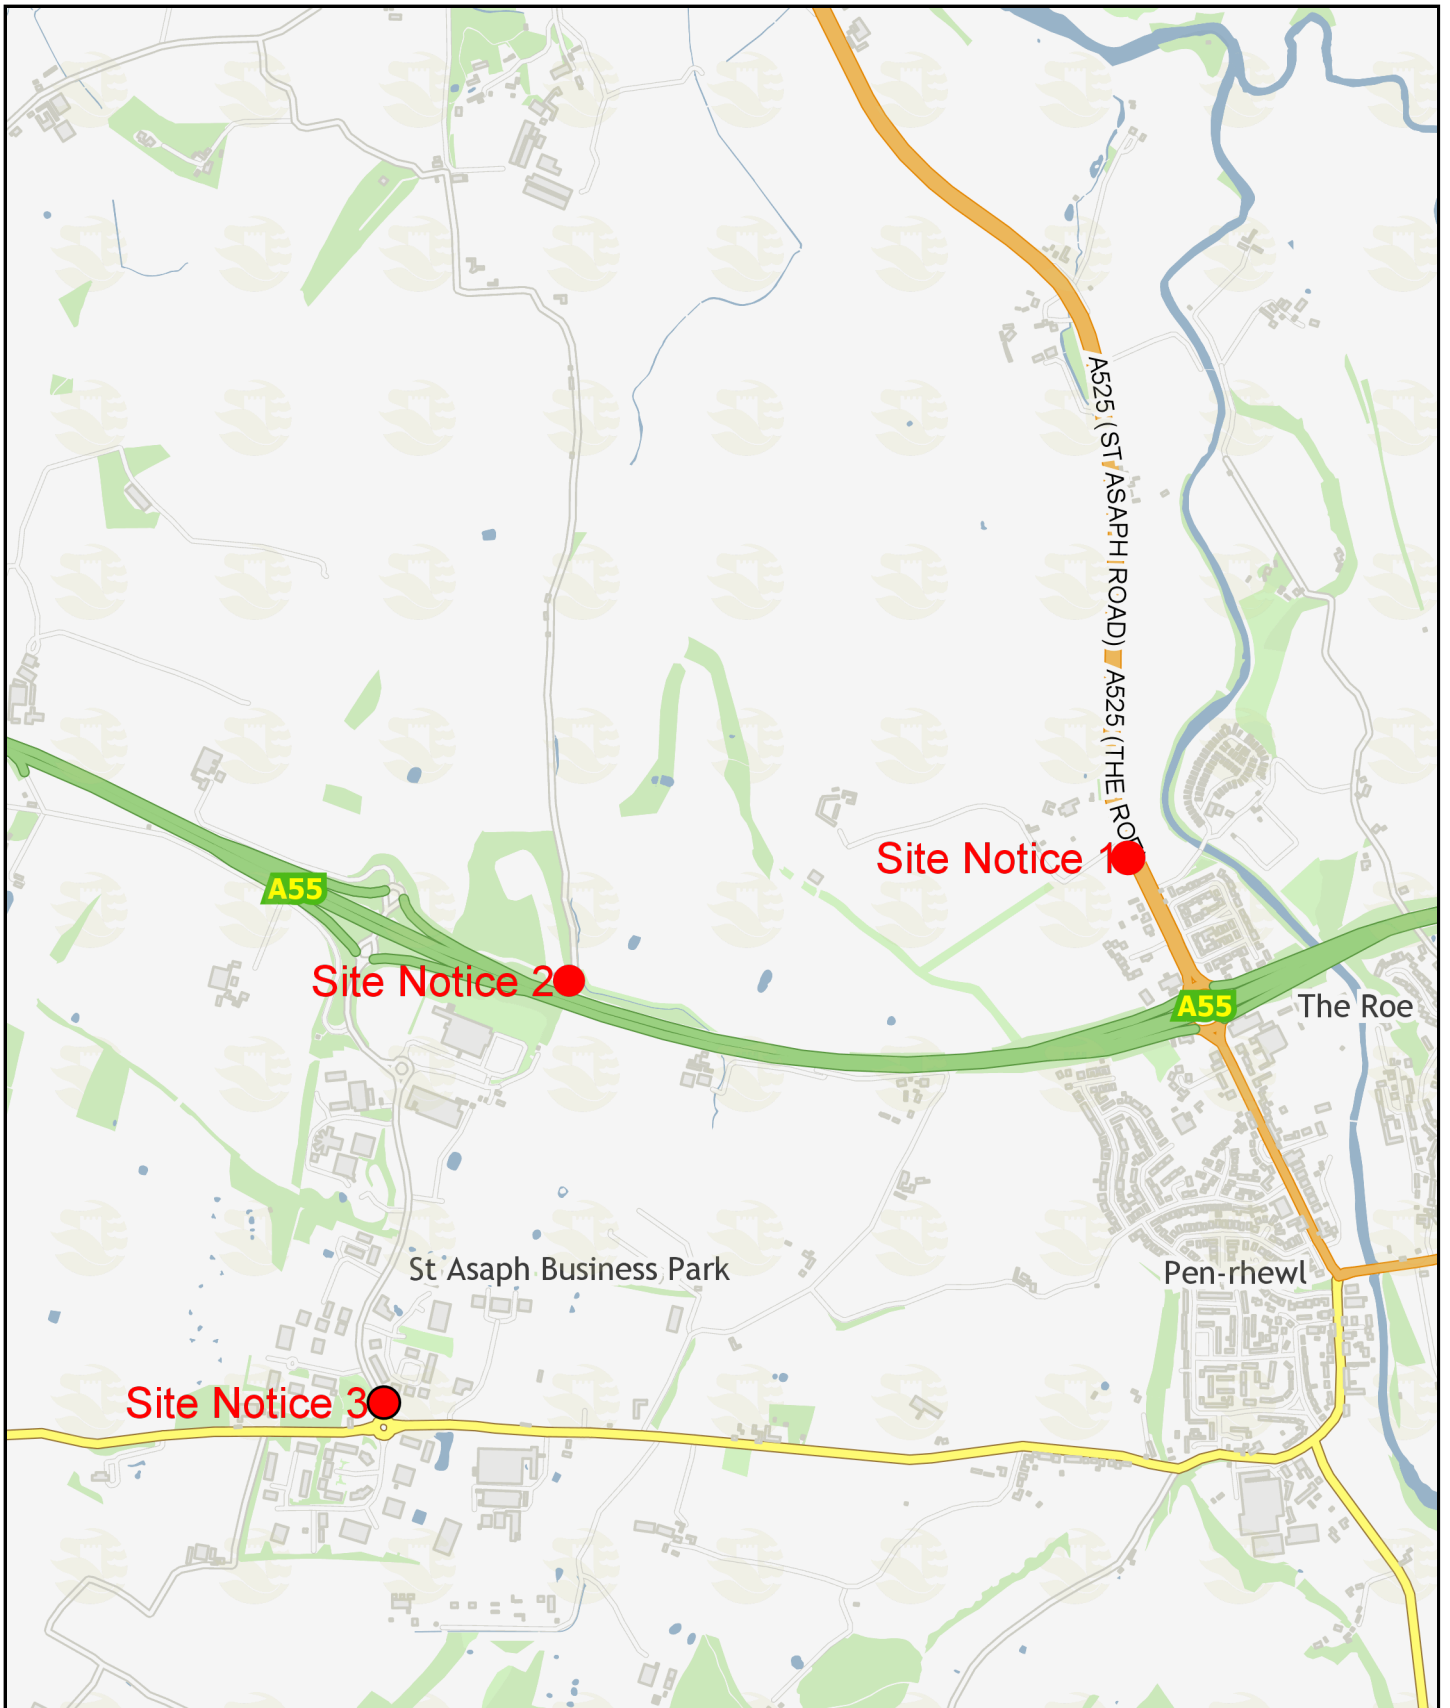 A525 (ST ASAPH ROAD)
A525 (THE ROE)
Site Notice 1
A55
Site Notice 2
A55
The Roe
St Asaph Business Park
Pen-rhewl
Site Notice 3